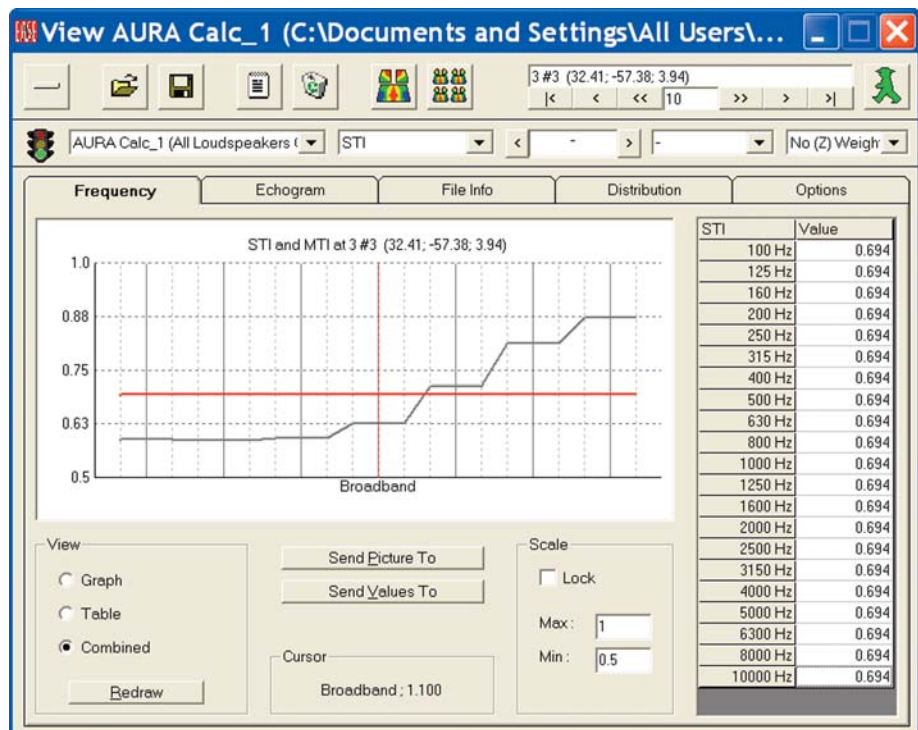 EASE View AURA Calc_1 (C:\Documents and Settings\All Users\...
3 #3 (32.41; -57.38; 3.94)
|< < << 10 >> > >|
AURA Calc_1 (All Loudspeakers STI < - > - No (Z) Weigh
Frequency Echogram File Info Distribution Options
STI and MTI at 3 #3 (32.41; -57.38; 3.94)
1.0
0.88
0.75
0.63
0.5
Broadband
STI Value
100 Hz 0.694
125 Hz 0.694
160 Hz 0.694
200 Hz 0.694
250 Hz 0.694
315 Hz 0.694
400 Hz 0.694
500 Hz 0.694
630 Hz 0.694
800 Hz 0.694
1000 Hz 0.694
1250 Hz 0.694
1600 Hz 0.694
2000 Hz 0.694
2500 Hz 0.694
3150 Hz 0.694
4000 Hz 0.694
5000 Hz 0.694
6300 Hz 0.694
8000 Hz 0.694
10000 Hz 0.694
View
Graph
Table
Combined
Redraw
Send Picture To
Send Values To
Cursor
Broadband ; 1.100
Scale
Lock
Max : 1
Min : 0.5